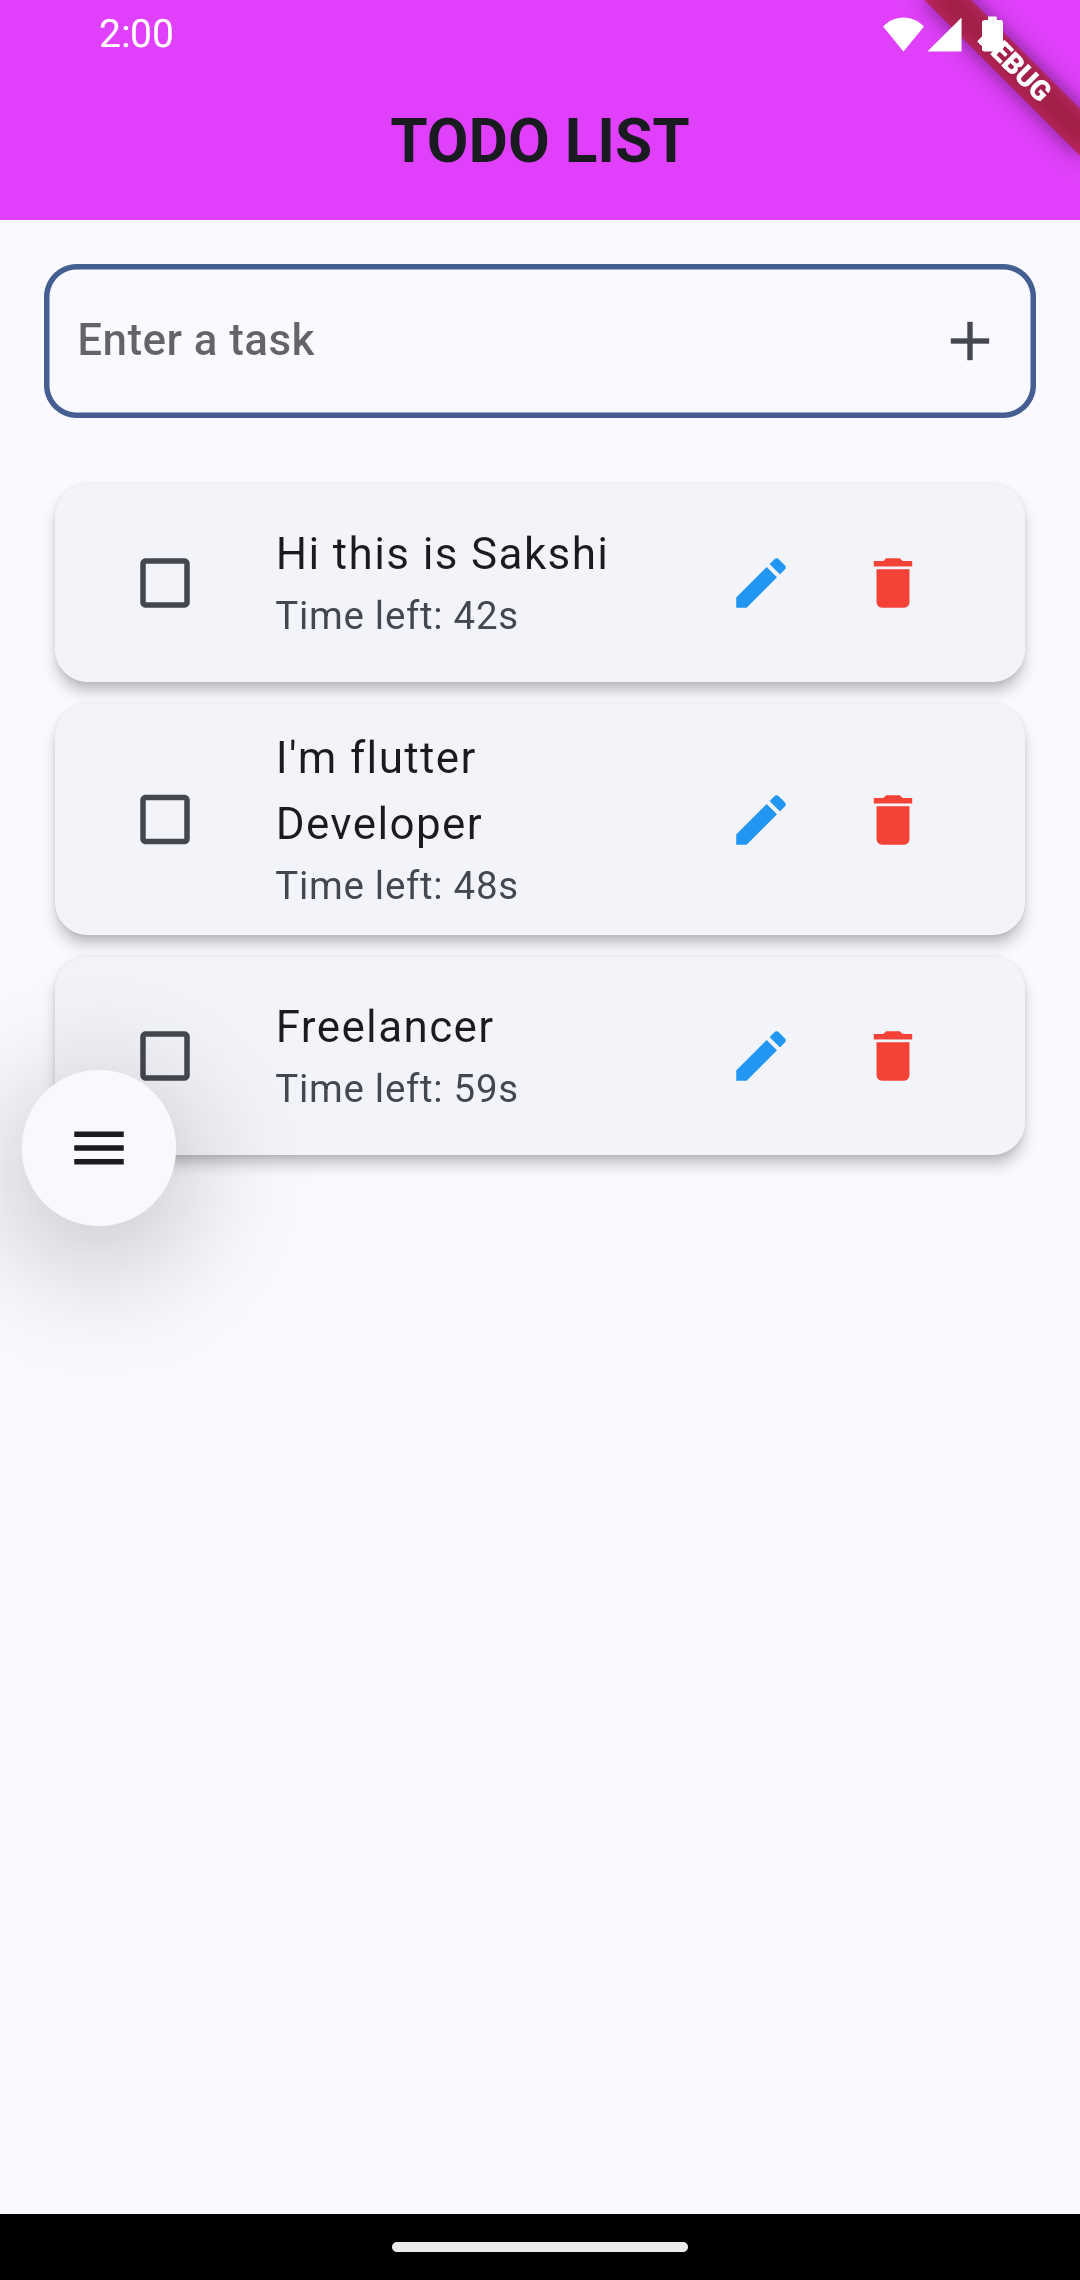 2:00
EBUG
TODO LIST
Enter a task
Hi this is Sakshi
Time left: 42s
I'm flutter
Developer
Time left: 48s
Freelancer
Time left: 59s